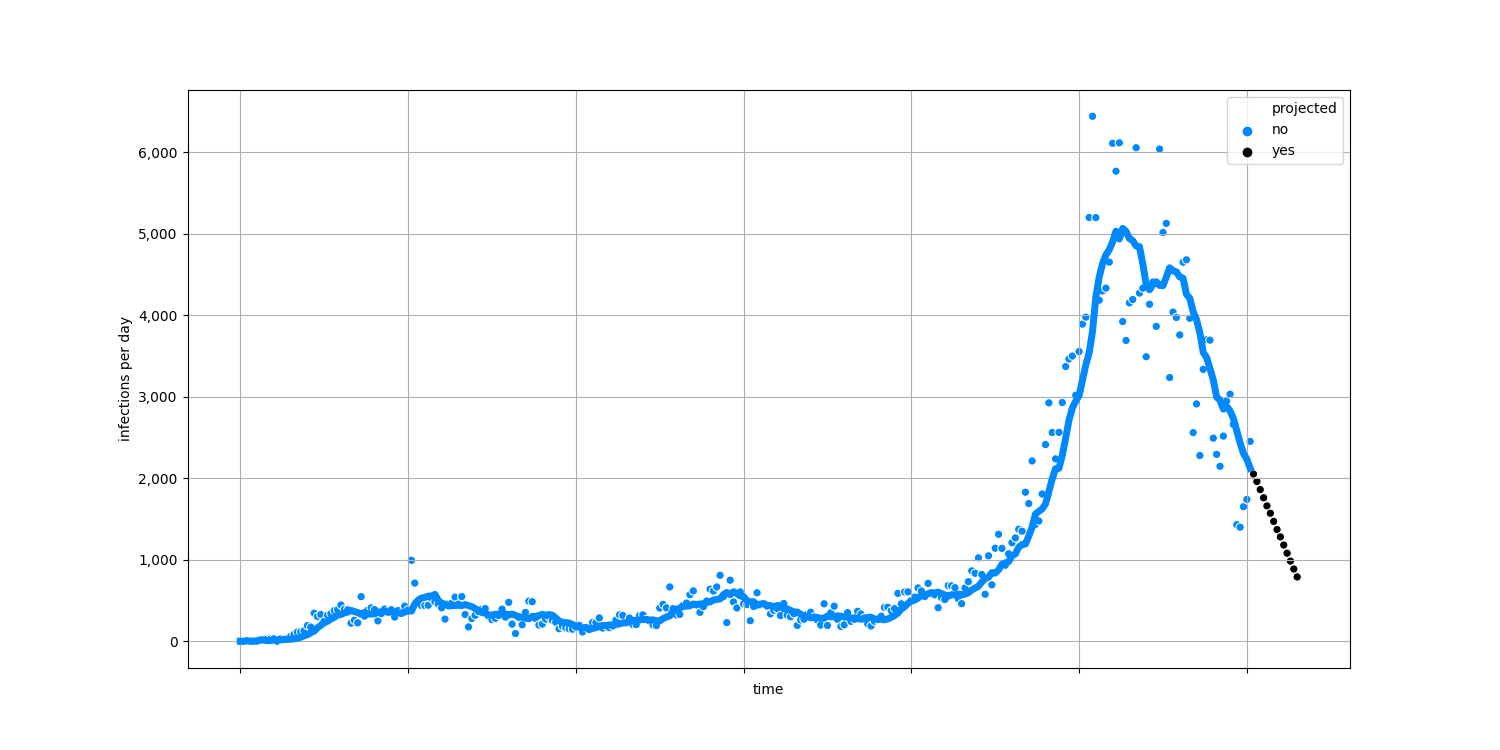 projected
no
yes
6,000
5,000
4,000
3,000
2,000
1,000
0
infections per day
time